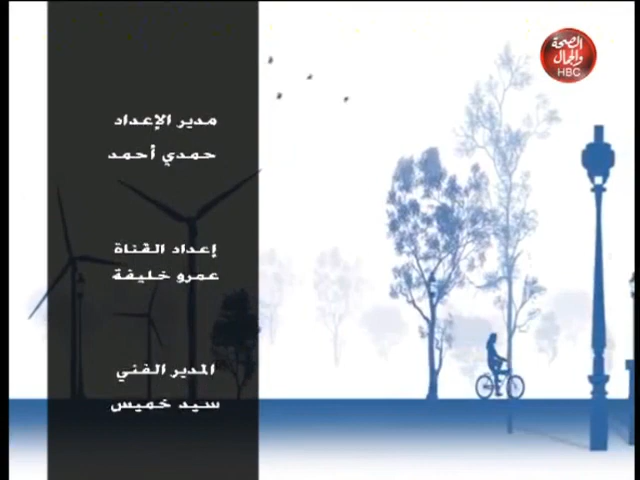 الصحة
والجمال
HBC
مدير الإعداد
حمدي أحمد
إعداد القناة
عمرو خليفة
المدير الفني
سيد خميس